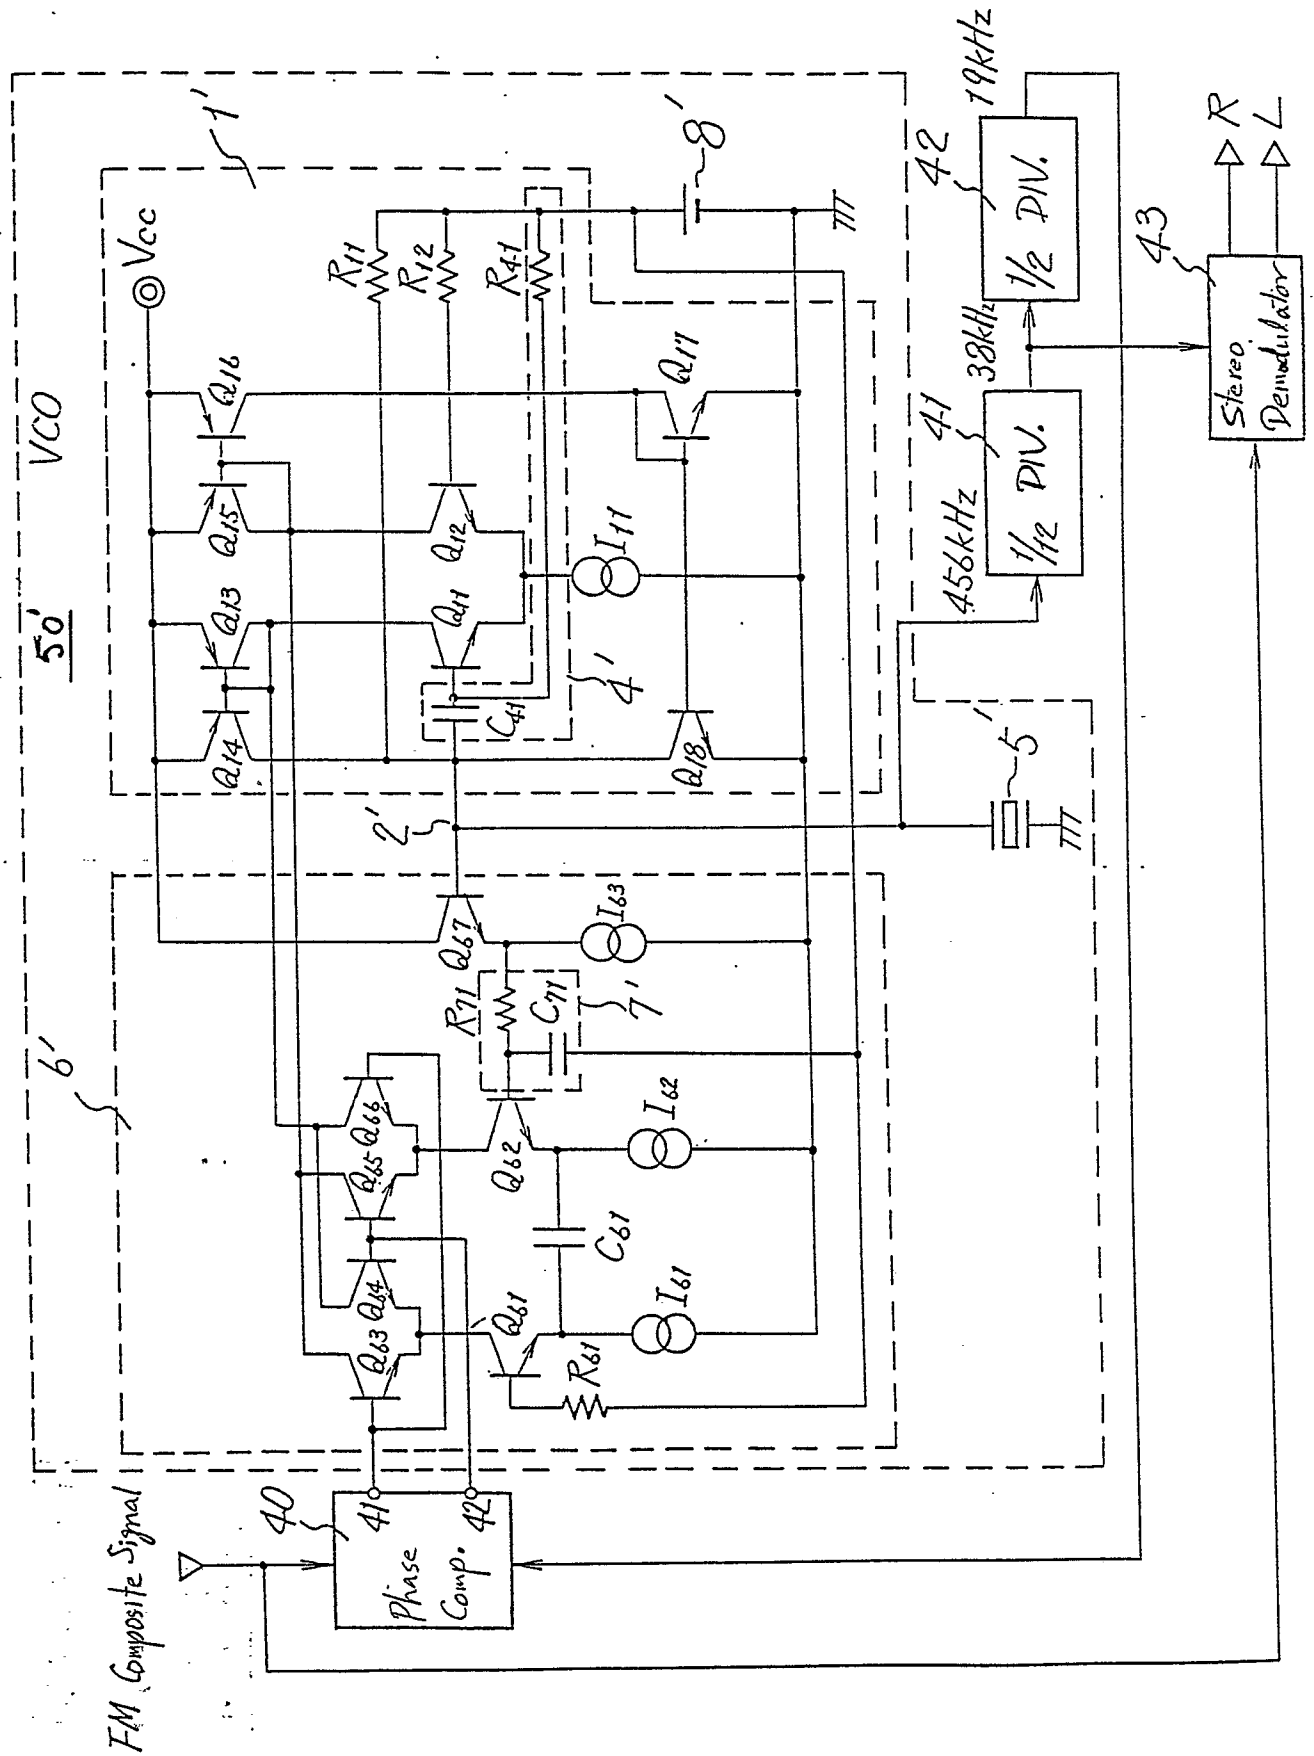 FM Composite Signal
40
Phase
Comp.
41
42
50'
VCO
Vcc
6'
Q63
Q64
Q65
Q66
Q61
Q62
R61
I61
C61
I62
R71
C71
7'
Q67
I63
2'
5'
1'
Q14
Q13
Q15
Q16
Q11
Q12
C41
4'
I11
Q18
Q17
R11
R12
R41
8'
456kHz
41
1/12 DIV.
38kHz
42
1/2 DIV.
19kHz
43
Stereo
Demodulator
R
L